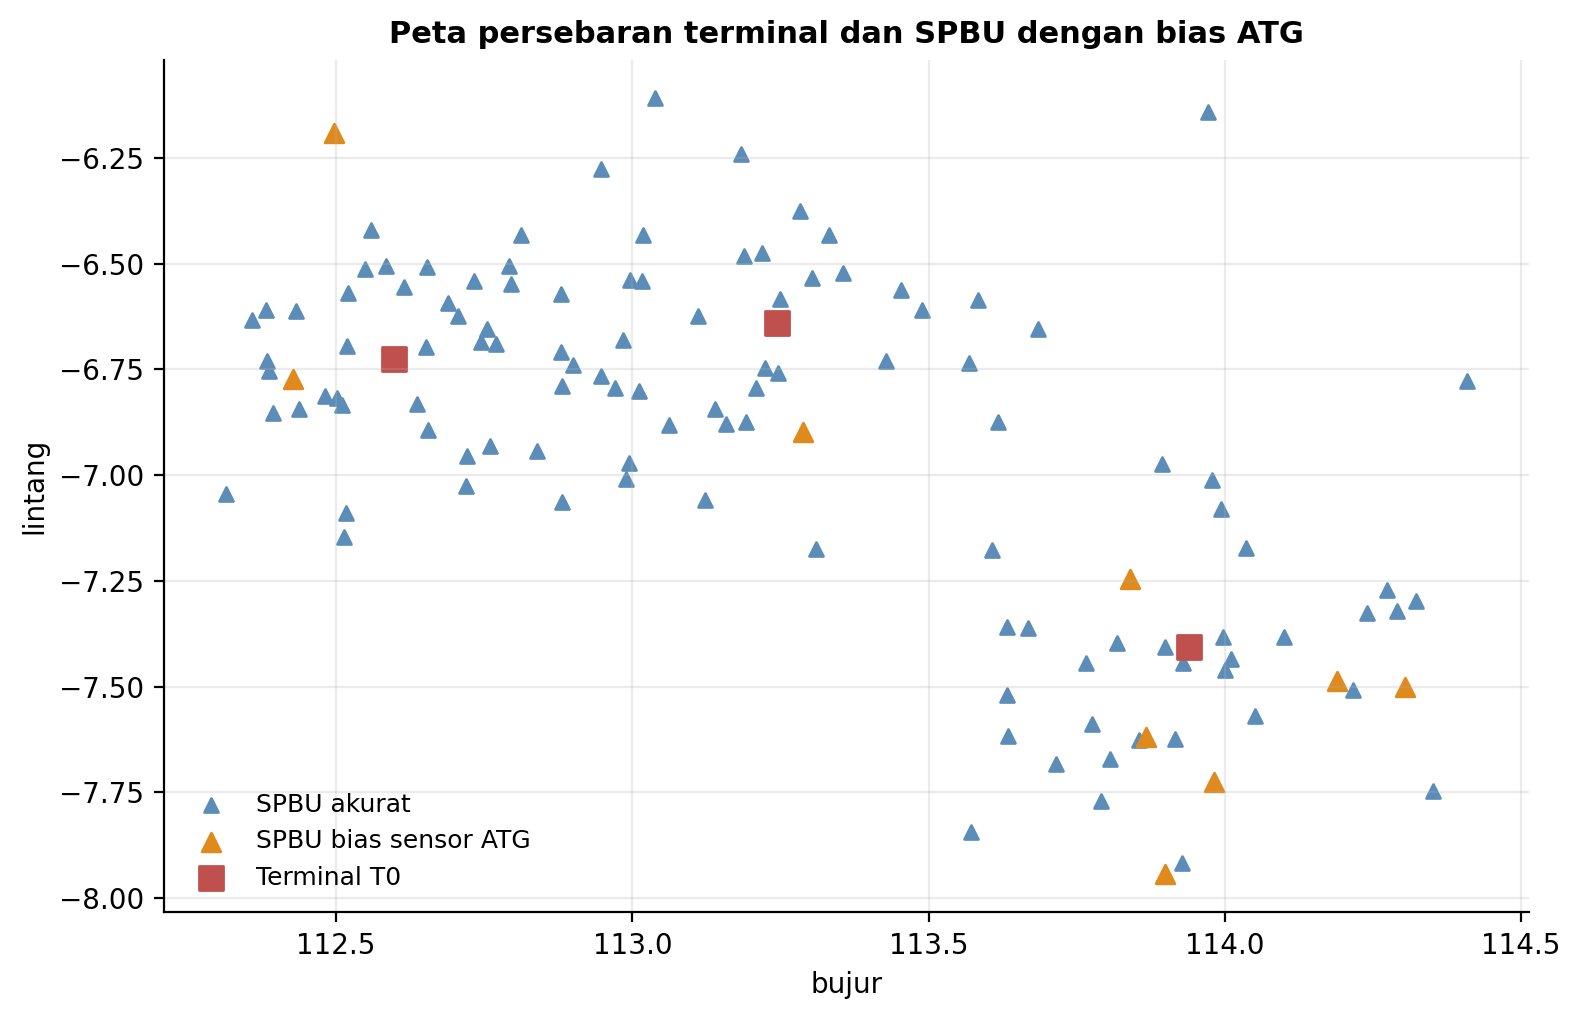 Peta persebaran terminal dan SPBU dengan bias ATG
lintang
−6.25
−6.50
−6.75
−7.00
−7.25
−7.50
−7.75
−8.00
SPBU akurat
SPBU bias sensor ATG
Terminal T0
112.5
113.0
113.5
114.0
114.5
bujur